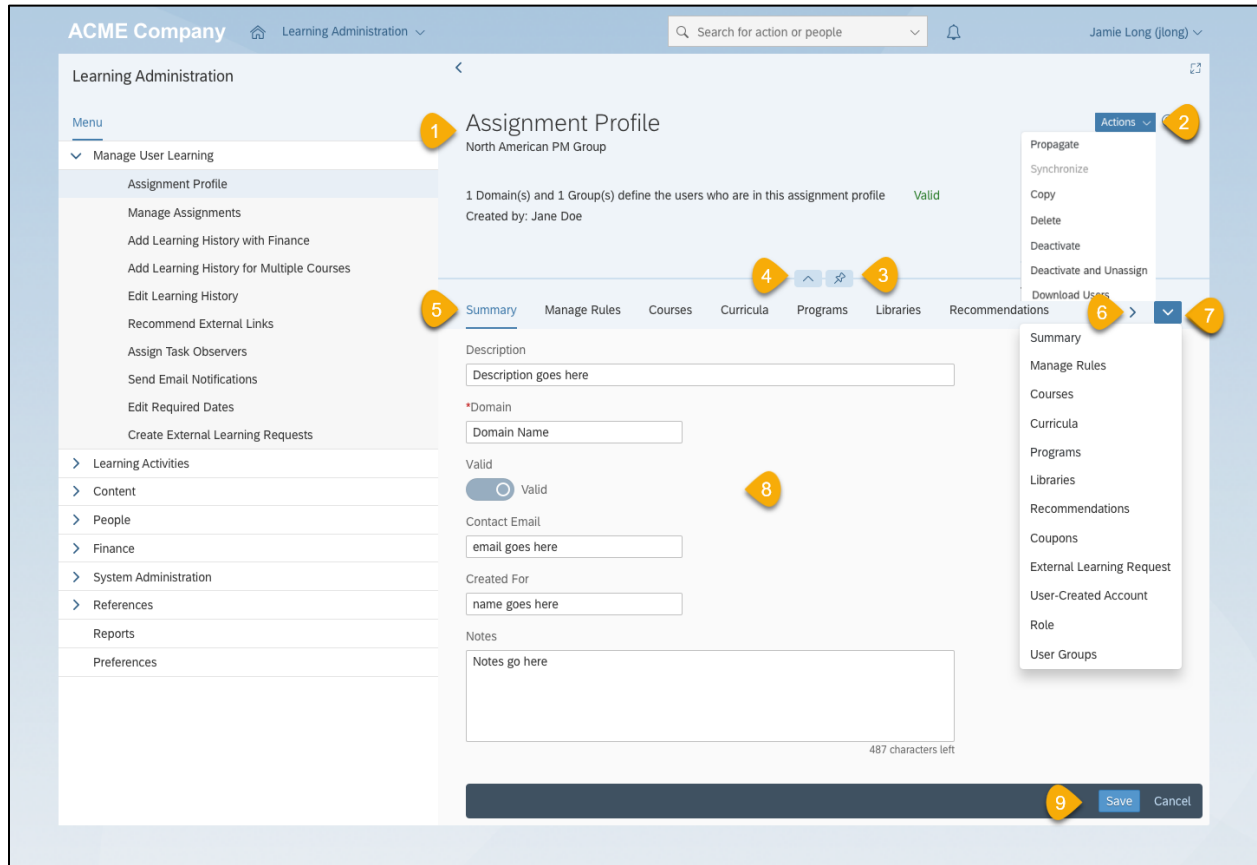 ACME Company
Learning Administration
Search for action or people
Jamie Long (jlong)
Learning Administration
Menu
Manage User Learning
Assignment Profile
Manage Assignments
Add Learning History with Finance
Add Learning History for Multiple Courses
Edit Learning History
Recommend External Links
Assign Task Observers
Send Email Notifications
Edit Required Dates
Create External Learning Requests
Learning Activities
Content
People
Finance
System Administration
References
Reports
Preferences
1
Assignment Profile
North American PM Group
1 Domain(s) and 1 Group(s) define the users who are in this assignment profile Valid
Created by: Jane Doe
Actions
2
Propagate
Synchronize
Copy
Delete
Deactivate
Deactivate and Unassign
Download Users
4
3
5
Summary Manage Rules Courses Curricula Programs Libraries Recommendations
6
7
Description
Description goes here
*Domain
Domain Name
Valid
Valid
8
Contact Email
email goes here
Created For
name goes here
Notes
Notes go here
487 characters left
Summary
Manage Rules
Courses
Curricula
Programs
Libraries
Recommendations
Coupons
External Learning Request
User-Created Account
Role
User Groups
9
Save Cancel